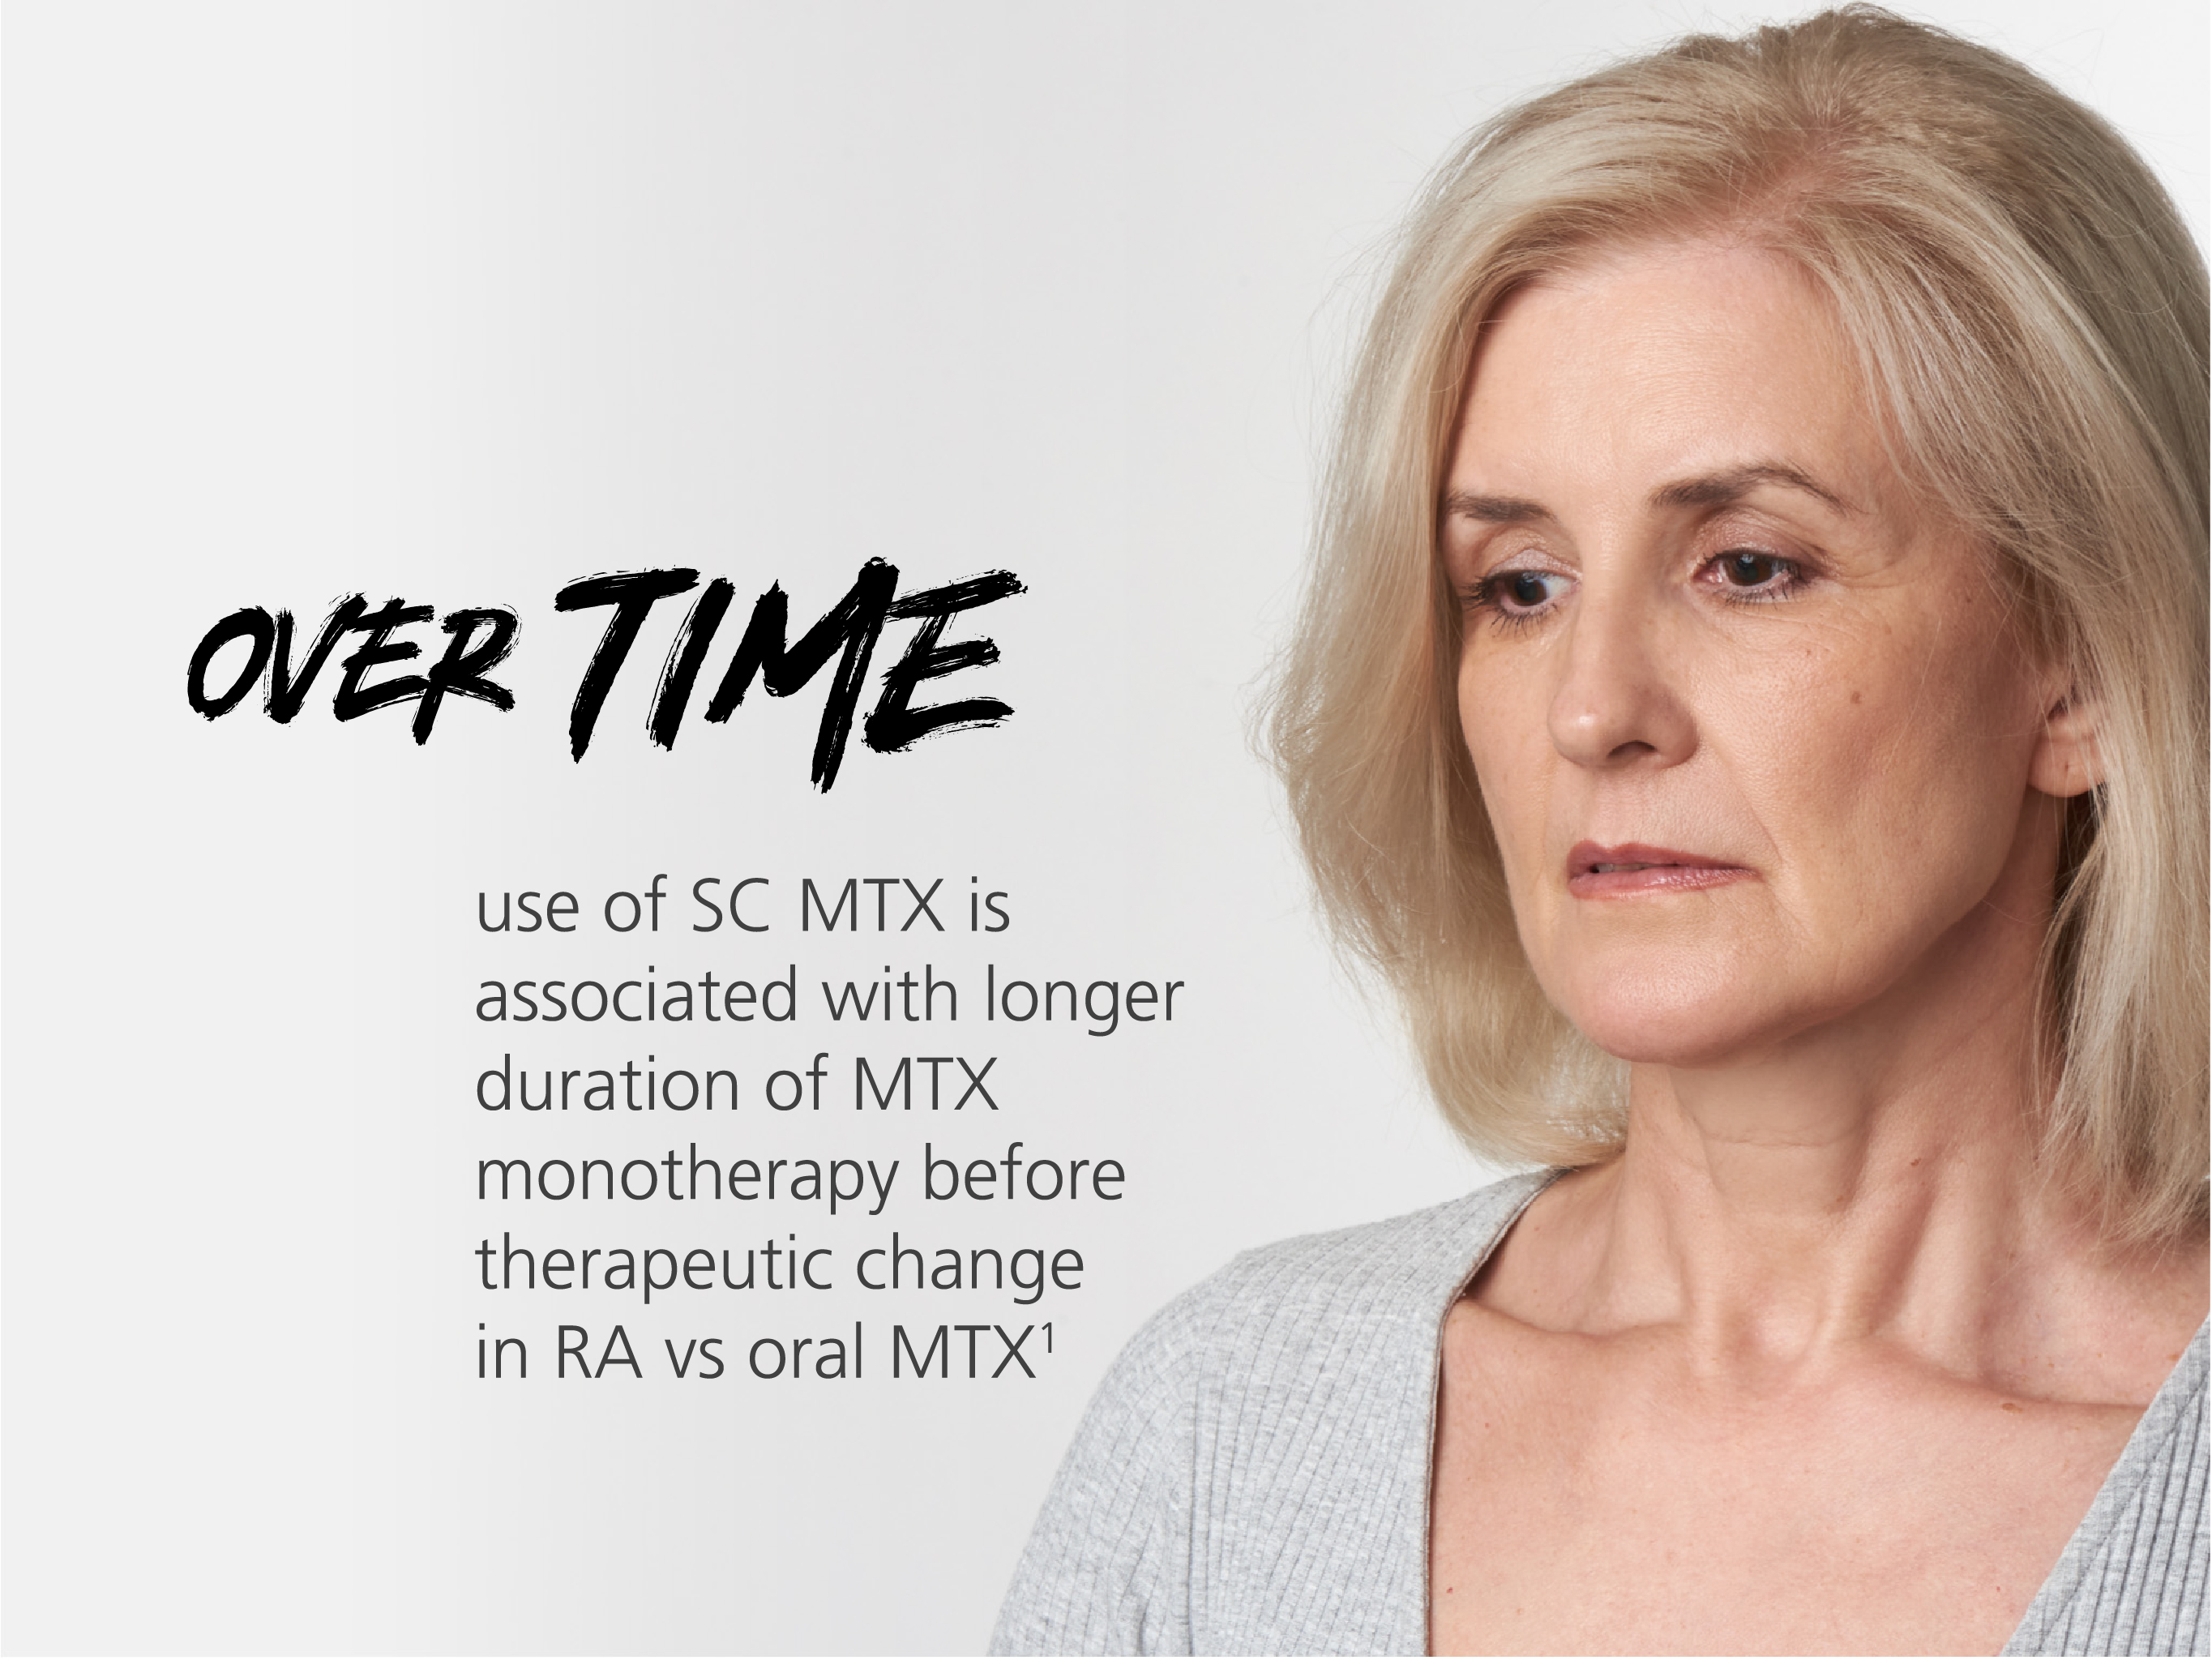 OVER TIME
use of SC MTX is
associated with longer
duration of MTX
monotherapy before
therapeutic change
in RA vs oral MTX¹